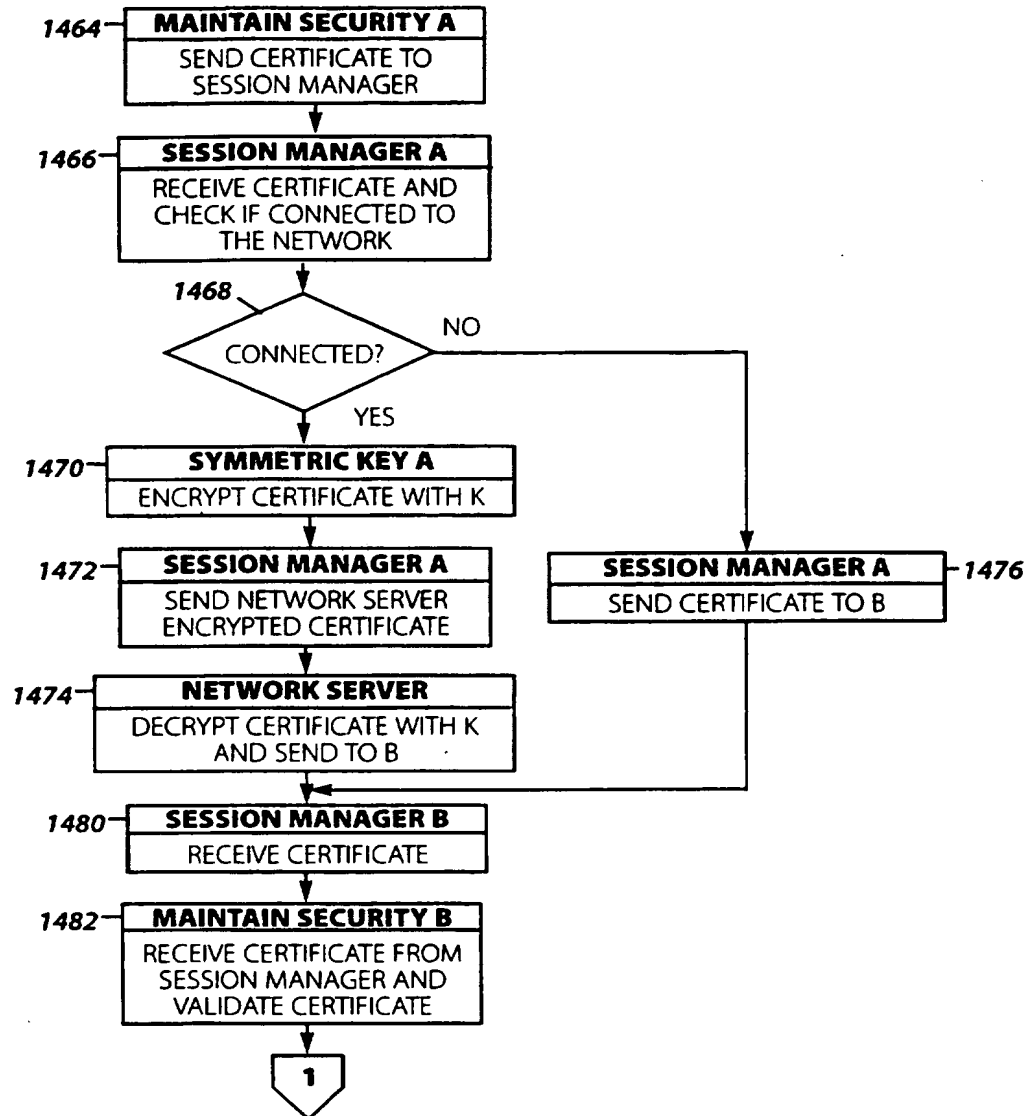 1464
MAINTAIN SECURITY A
SEND CERTIFICATE TO
SESSION MANAGER
1466
SESSION MANAGER A
RECEIVE CERTIFICATE AND
CHECK IF CONNECTED TO
THE NETWORK
1468
CONNECTED?
NO
YES
1470
SYMMETRIC KEY A
ENCRYPT CERTIFICATE WITH K
1472
SESSION MANAGER A
SEND NETWORK SERVER
ENCRYPTED CERTIFICATE
SESSION MANAGER A
1476
SEND CERTIFICATE TO B
1474
NETWORK SERVER
DECRYPT CERTIFICATE WITH K
AND SEND TO B
1480
SESSION MANAGER B
RECEIVE CERTIFICATE
1482
MAINTAIN SECURITY B
RECEIVE CERTIFICATE FROM
SESSION MANAGER AND
VALIDATE CERTIFICATE
1